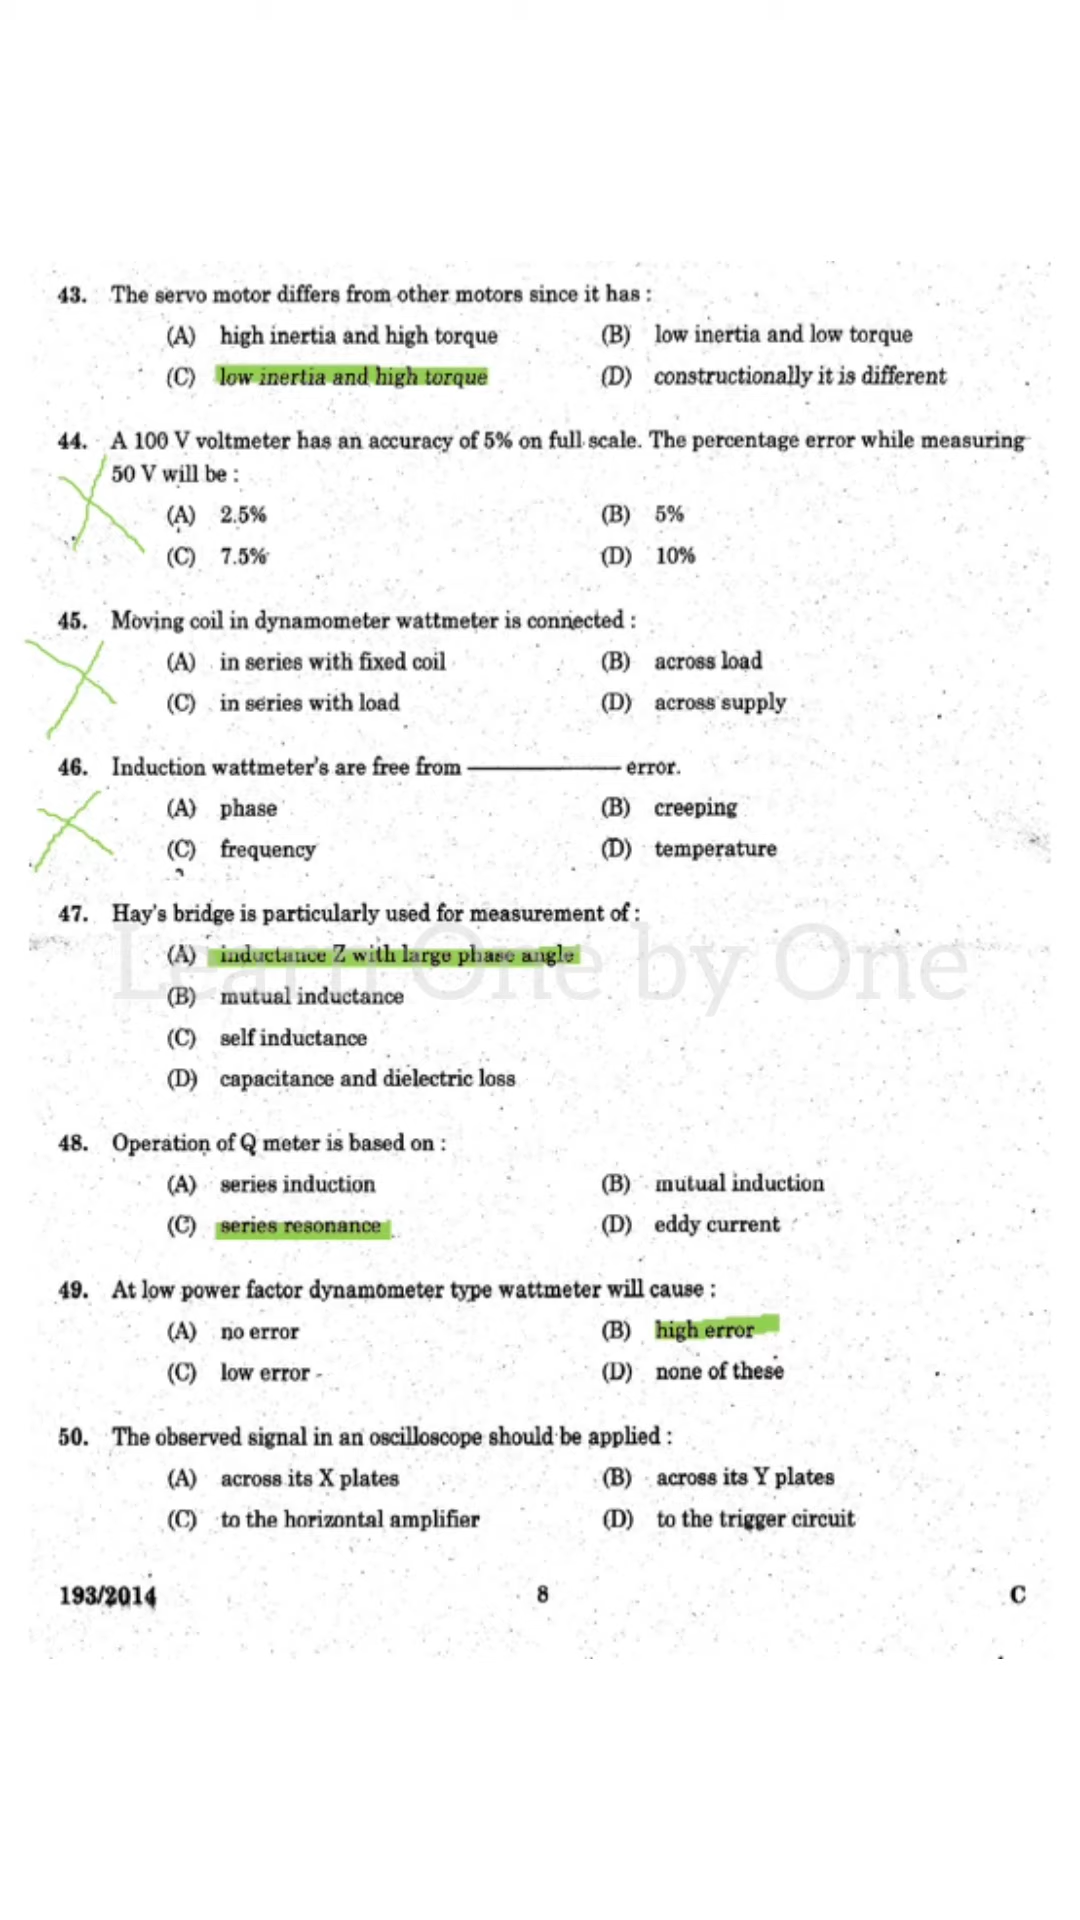 43. The servo motor differs from other motors since it has :
(A) high inertia and high torque (B) low inertia and low torque
(C) low inertia and high torque (D) constructionally it is different
44. A 100 V voltmeter has an accuracy of 5% on full scale. The percentage error while measuring
50 V will be :
(A) 2.5% (B) 5%
(C) 7.5% (D) 10%
45. Moving coil in dynamometer wattmeter is connected :
(A) in series with fixed coil (B) across load
(C) in series with load (D) across supply
46. Induction wattmeter's are free from ——————— error.
(A) phase (B) creeping
(C) frequency (D) temperature
47. Hay's bridge is particularly used for measurement of :
(A) inductance Z with large phase angle
Learn One by One
(B) mutual inductance
(C) self inductance
(D) capacitance and dielectric loss
48. Operation of Q meter is based on :
(A) series induction (B) mutual induction
(C) series resonance (D) eddy current
49. At low power factor dynamometer type wattmeter will cause :
(A) no error (B) high error
(C) low error (D) none of these
50. The observed signal in an oscilloscope should be applied :
(A) across its X plates (B) across its Y plates
(C) to the horizontal amplifier (D) to the trigger circuit
193/2014 8 C